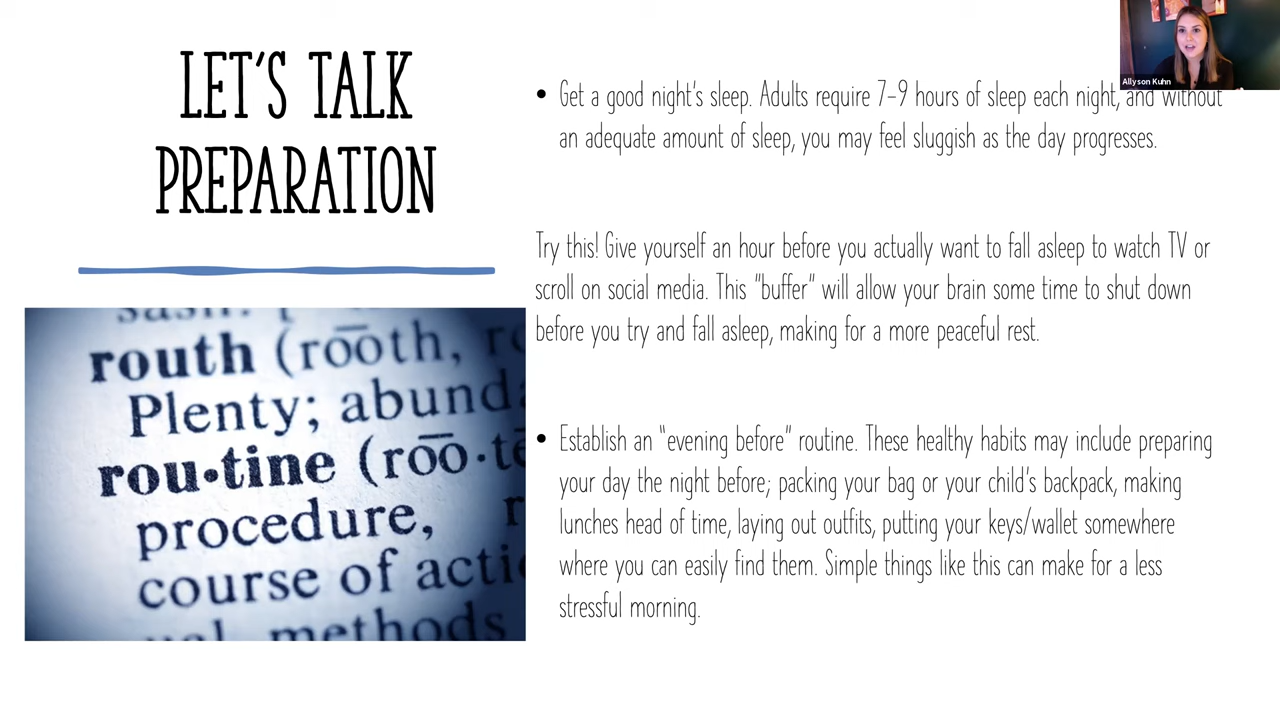 LET'S TALK
PREPARATION
Allyson Kuhn
• Get a good night's sleep. Adults require 7-9 hours of sleep each night, and without
an adequate amount of sleep, you may feel sluggish as the day progresses.
Try this! Give yourself an hour before you actually want to fall asleep to watch TV or
scroll on social media. This "buffer" will allow your brain some time to shut down
before you try and fall asleep, making for a more peaceful rest.
• Establish an "evening before" routine. These healthy habits may include preparing
your day the night before; packing your bag or your child's backpack, making
lunches head of time, laying out outfits, putting your keys/wallet somewhere
where you can easily find them. Simple things like this can make for a less
stressful morning.
routh (rōōth,
Plenty; abund
rou•tine (rōō•tē
procedure,
course of acti
methods